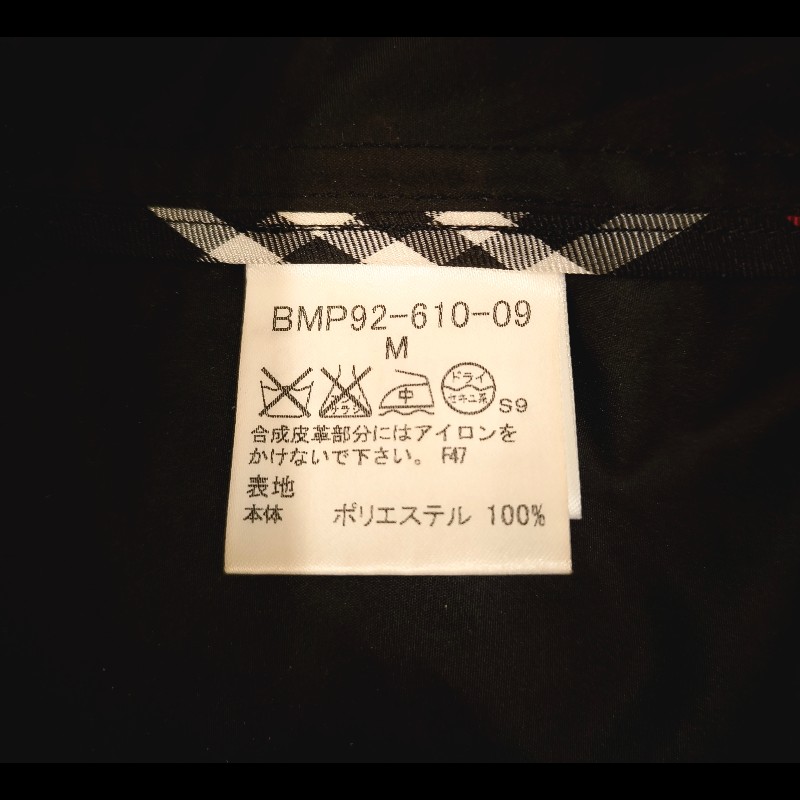 BMP92-610-09
M
中 ドライ セキユ系 S9
合成皮革部分にはアイロンを
かけないで下さい。 F47
表地
本体 ポリエステル 100%